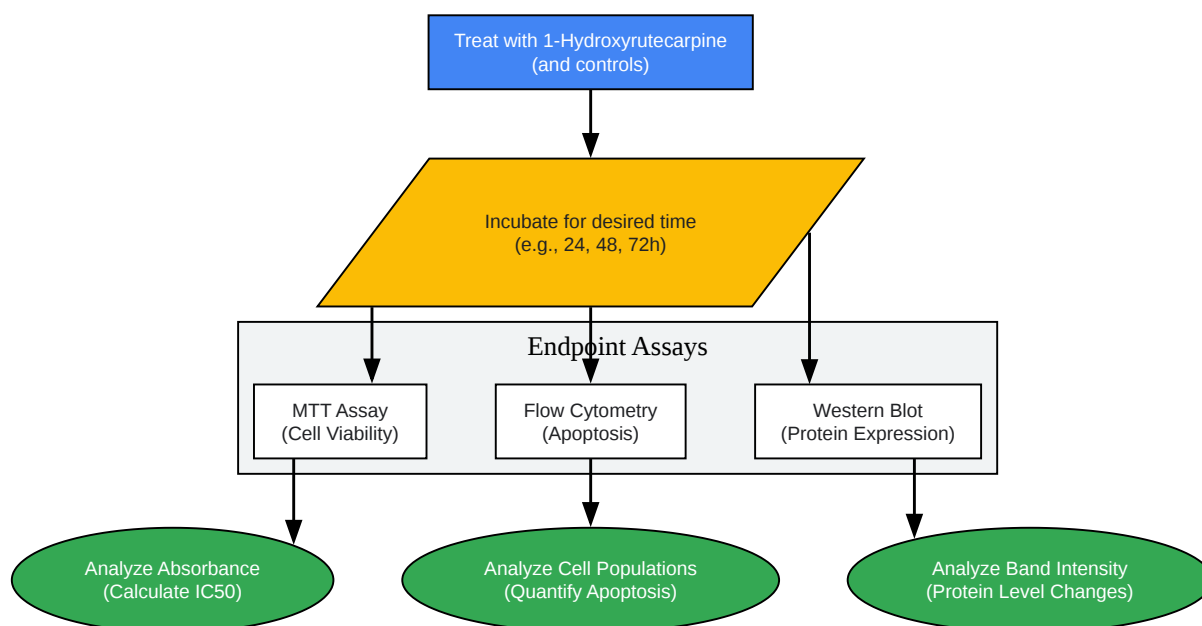 Treat with 1-Hydroxyrutecarpine
(and controls)
Incubate for desired time
(e.g., 24, 48, 72h)
Endpoint Assays
MTT Assay
(Cell Viability)
Flow Cytometry
(Apoptosis)
Western Blot
(Protein Expression)
Analyze Absorbance
(Calculate IC50)
Analyze Cell Populations
(Quantify Apoptosis)
Analyze Band Intensity
(Protein Level Changes)